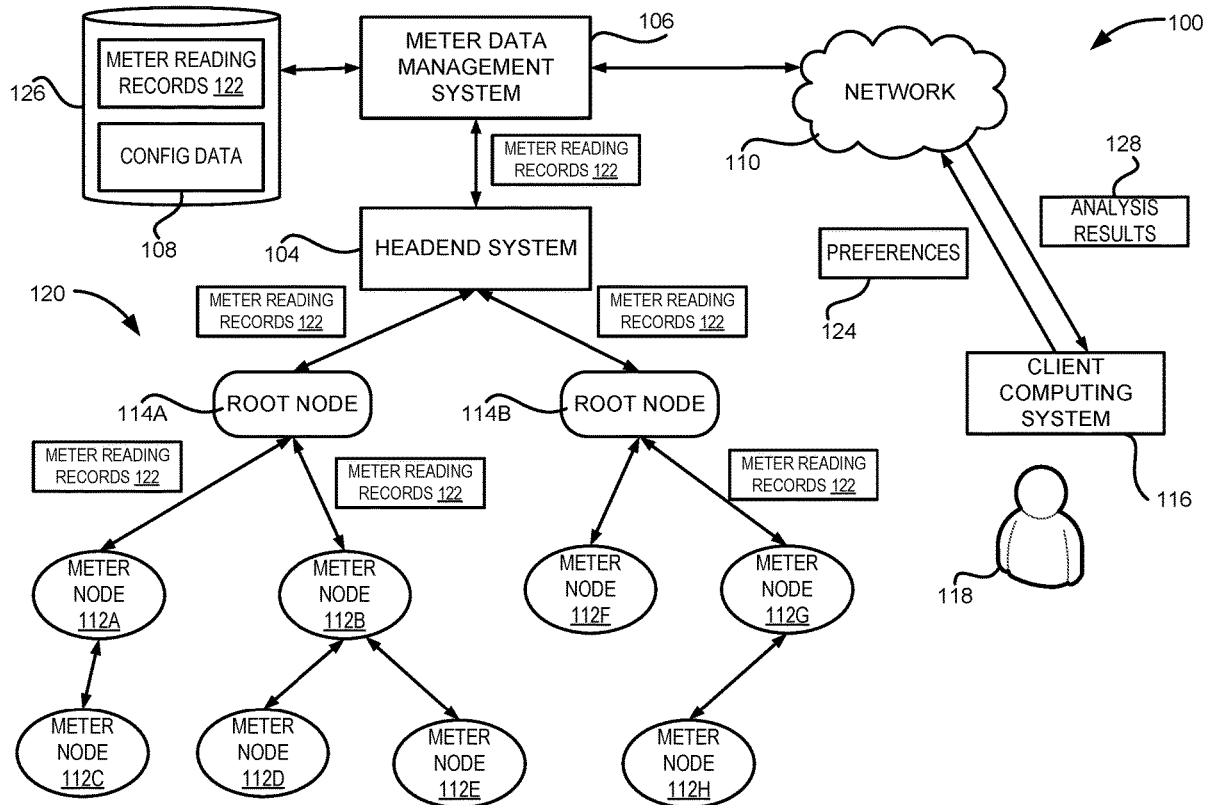 106
100
METER DATA
MANAGEMENT
SYSTEM
METER READING
RECORDS 122
126
NETWORK
CONFIG DATA
METER READING
RECORDS 122
110
128
ANALYSIS
RESULTS
108
104
HEADEND SYSTEM
PREFERENCES
124
120
METER READING
RECORDS 122
METER READING
RECORDS 122
CLIENT
COMPUTING
SYSTEM
114A
ROOT NODE
114B
ROOT NODE
116
METER READING
RECORDS 122
METER READING
RECORDS 122
METER READING
RECORDS 122
METER
NODE
112A
METER
NODE
112B
METER
NODE
112F
METER
NODE
112G
118
METER
NODE
112C
METER
NODE
112D
METER
NODE
112E
METER
NODE
112H